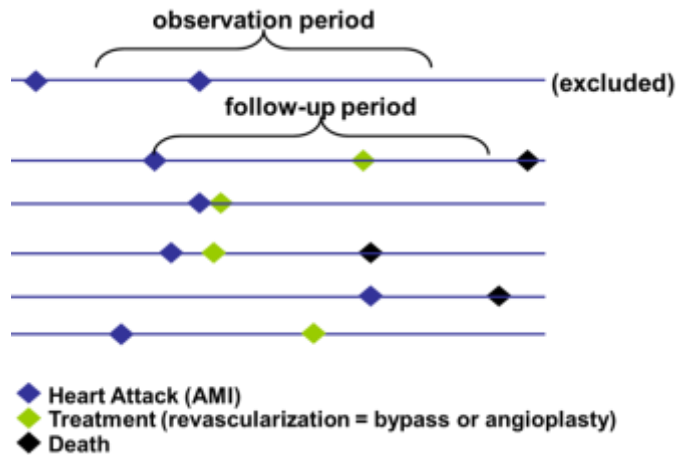 observation period
(excluded)
follow-up period
Heart Attack (AMI)
Treatment (revascularization = bypass or angioplasty)
Death